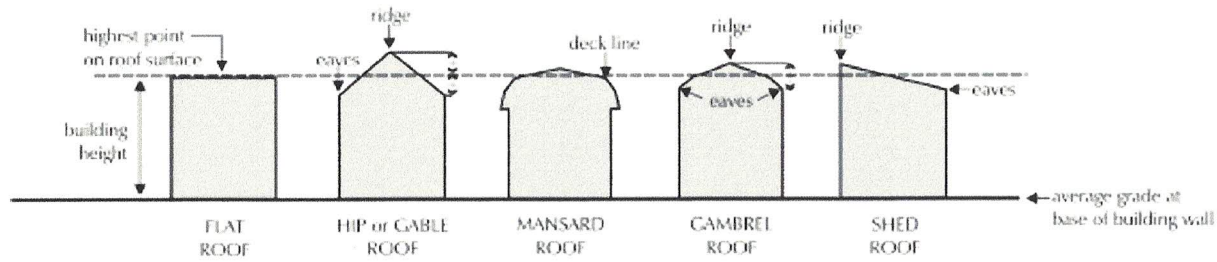 highest point
on roof surface
eaves
ridge
deck line
ridge
eaves
ridge
eaves
building
height
average grade at
base of building wall
FLAT
ROOF
HIP or GABLE
ROOF
MANSARD
ROOF
GAMBREL
ROOF
SHED
ROOF